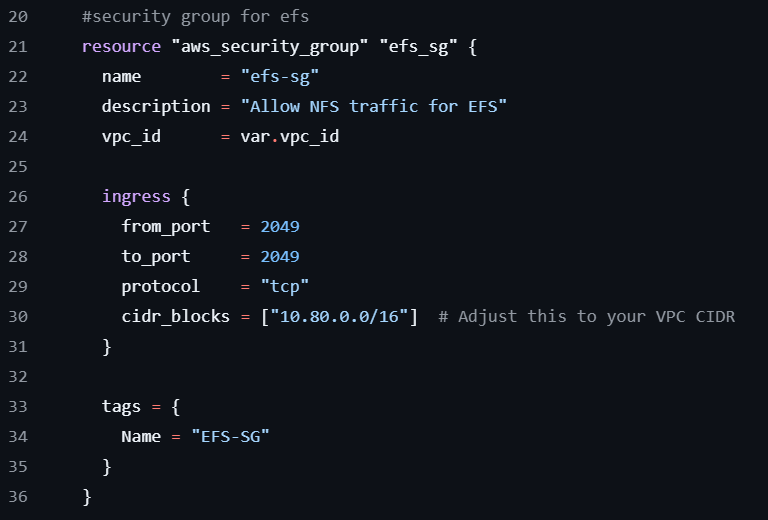 20 #security group for efs
21 resource "aws_security_group" "efs_sg" {
22 name = "efs-sg"
23 description = "Allow NFS traffic for EFS"
24 vpc_id = var.vpc_id
25
26 ingress {
27 from_port = 2049
28 to_port = 2049
29 protocol = "tcp"
30 cidr_blocks = ["10.80.0.0/16"] # Adjust this to your VPC CIDR
31 }
32
33 tags = {
34 Name = "EFS-SG"
35 }
36 }